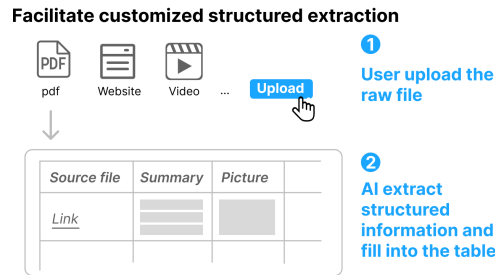 Facilitate customized structured extraction
PDF
pdf
Website
Video
...
Upload
1
User upload the
raw file
Source file
Summary
Picture
Link
2
AI extract
structured
information and
fill into the table